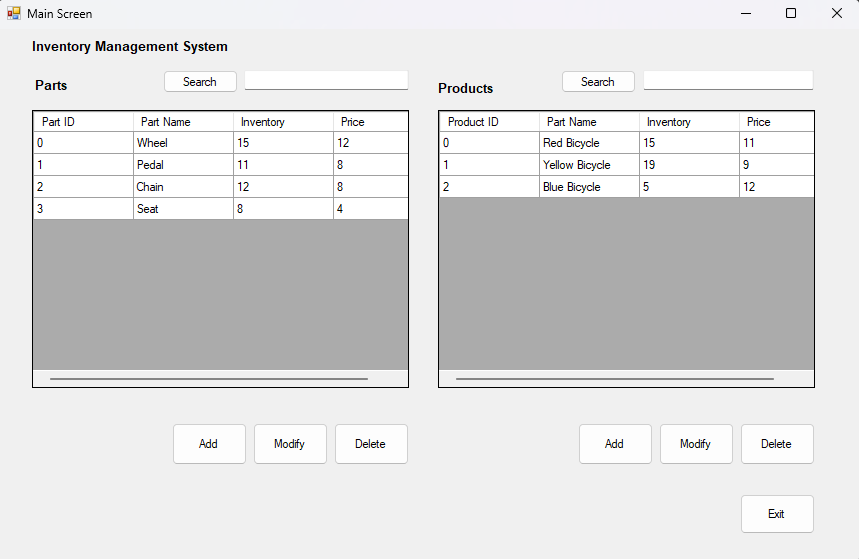 Main Screen
Inventory Management System
Parts Search
Products Search
Part ID Part Name Inventory Price
0 Wheel 15 12
1 Pedal 11 8
2 Chain 12 8
3 Seat 8 4
Product ID Part Name Inventory Price
0 Red Bicycle 15 11
1 Yellow Bicycle 19 9
2 Blue Bicycle 5 12
Add Modify Delete
Add Modify Delete
Exit